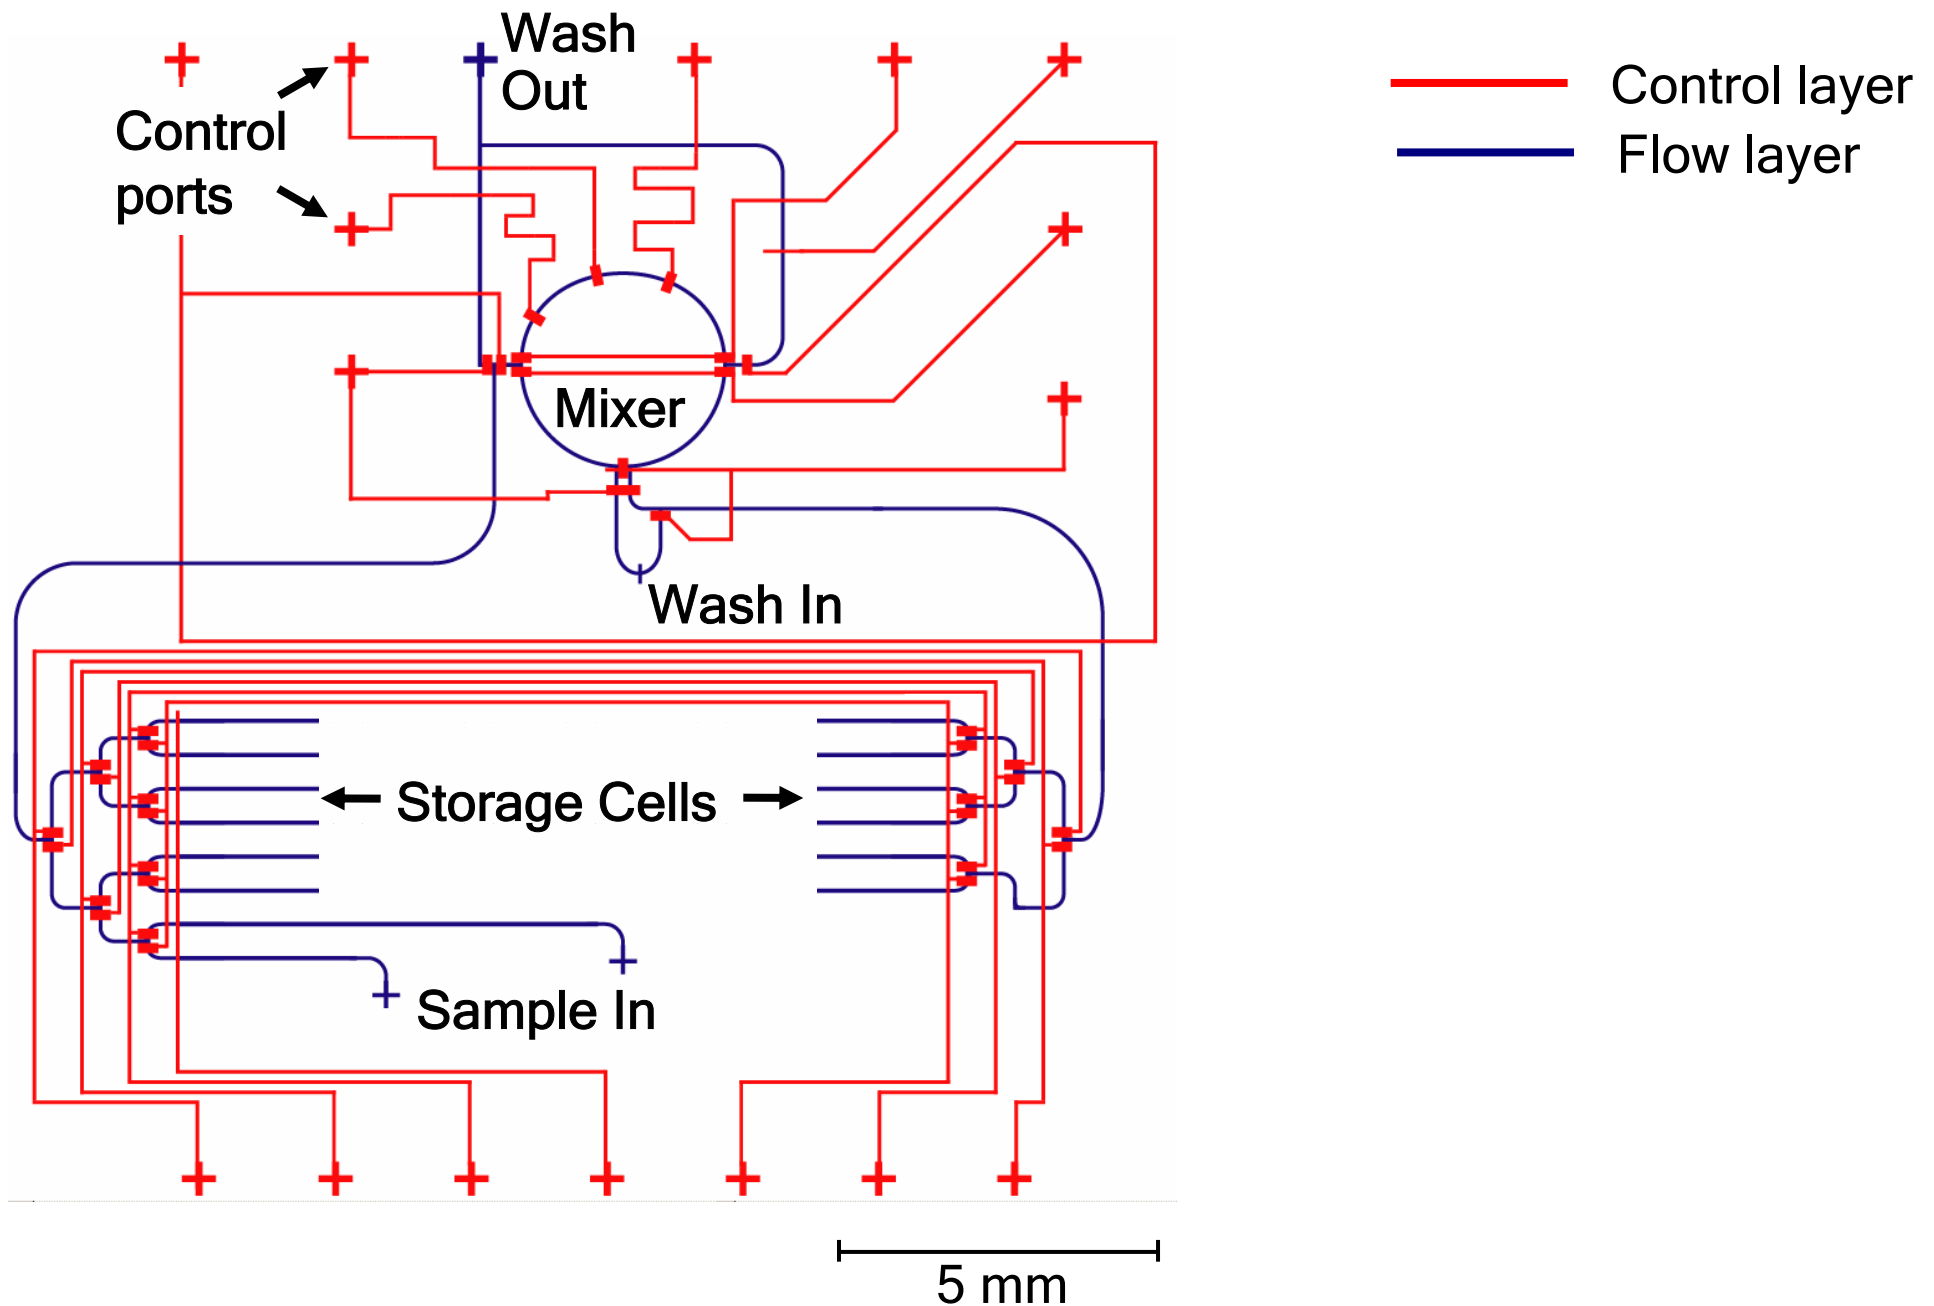 Wash
Out
Control
ports
Control layer
Flow layer
Mixer
Wash In
Storage Cells
Sample In
5 mm